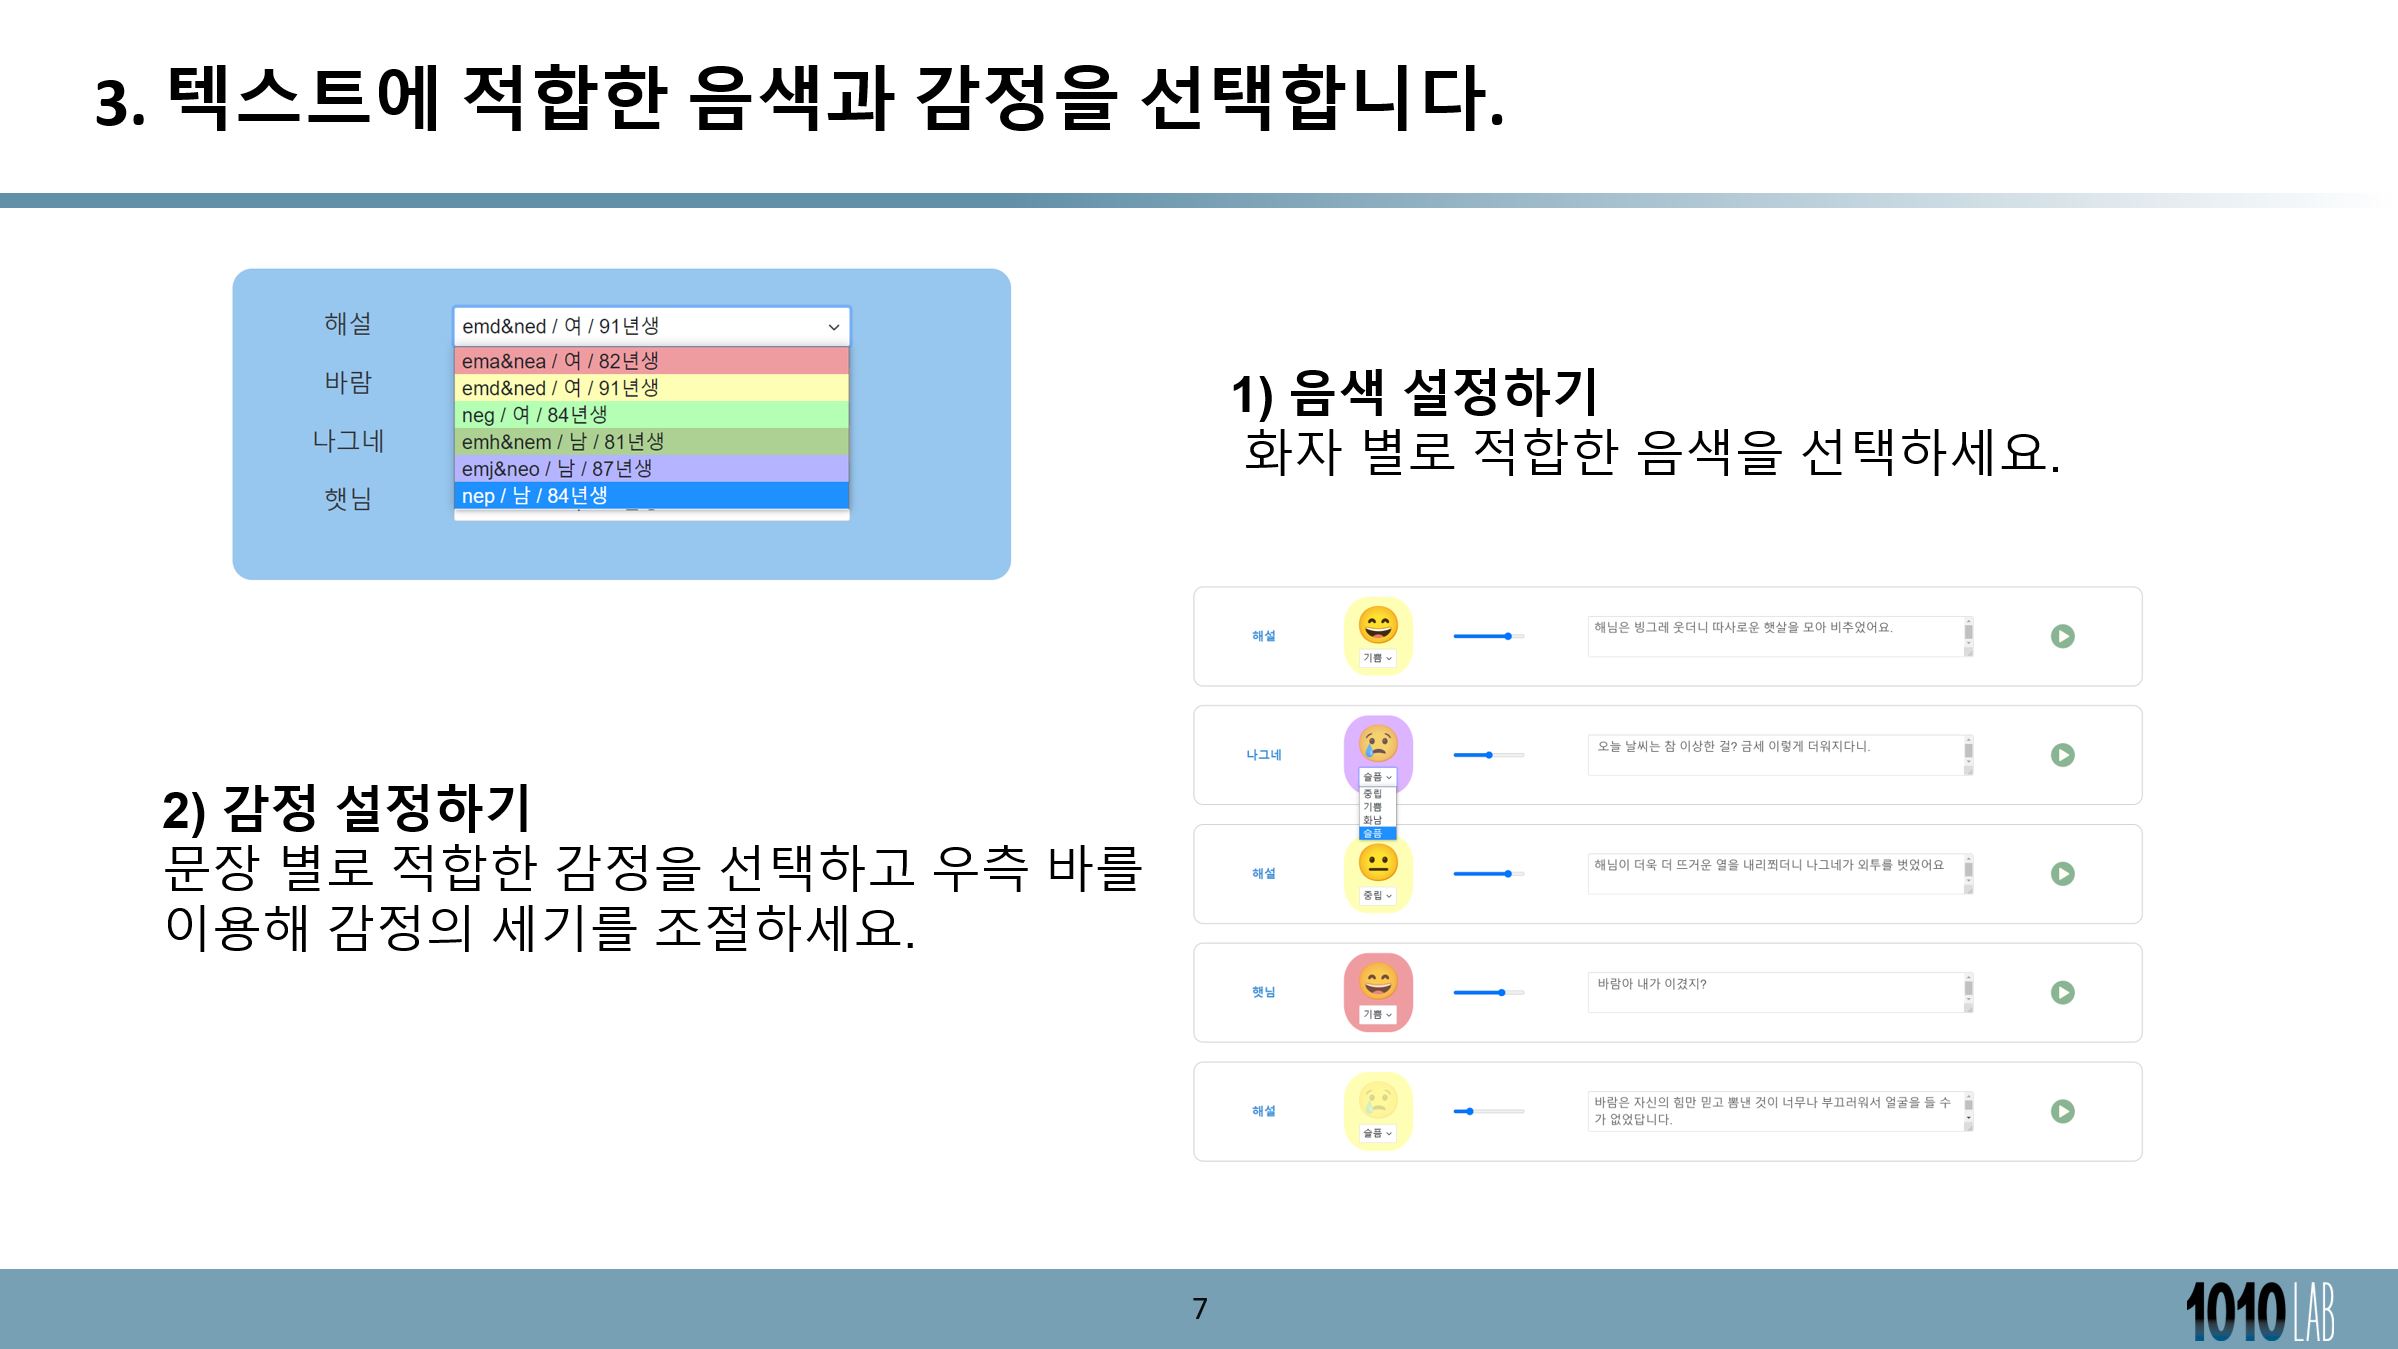 3. 텍스트에 적합한 음색과 감정을 선택합니다.
해설
emd&ned / 여 / 91년생
ema&nea / 여 / 82년생
바람
emd&ned / 여 / 91년생
neg / 여 / 84년생
나그네
emh&nem / 남 / 81년생
emj&neo / 남 / 87년생
햇님
nep / 남 / 84년생
1) 음색 설정하기
화자 별로 적합한 음색을 선택하세요.
2) 감정 설정하기
문장 별로 적합한 감정을 선택하고 우측 바를
이용해 감정의 세기를 조절하세요.
해설
기쁨
해님은 빙그레 웃더니 따사로운 햇살을 모아 비추었어요.
나그네
슬픔
중립
기쁨
화남
슬픔
오늘 날씨는 참 이상한 걸? 금세 이렇게 더워지다니.
해설
중립
해님이 더욱 더 뜨거운 열을 내리쬐더니 나그네가 외투를 벗었어요
햇님
기쁨
바람아 내가 이겼지?
해설
슬픔
바람은 자신의 힘만 믿고 뽐낸 것이 너무나 부끄러워서 얼굴을 들 수
가 없었답니다.
7
1010 LAB